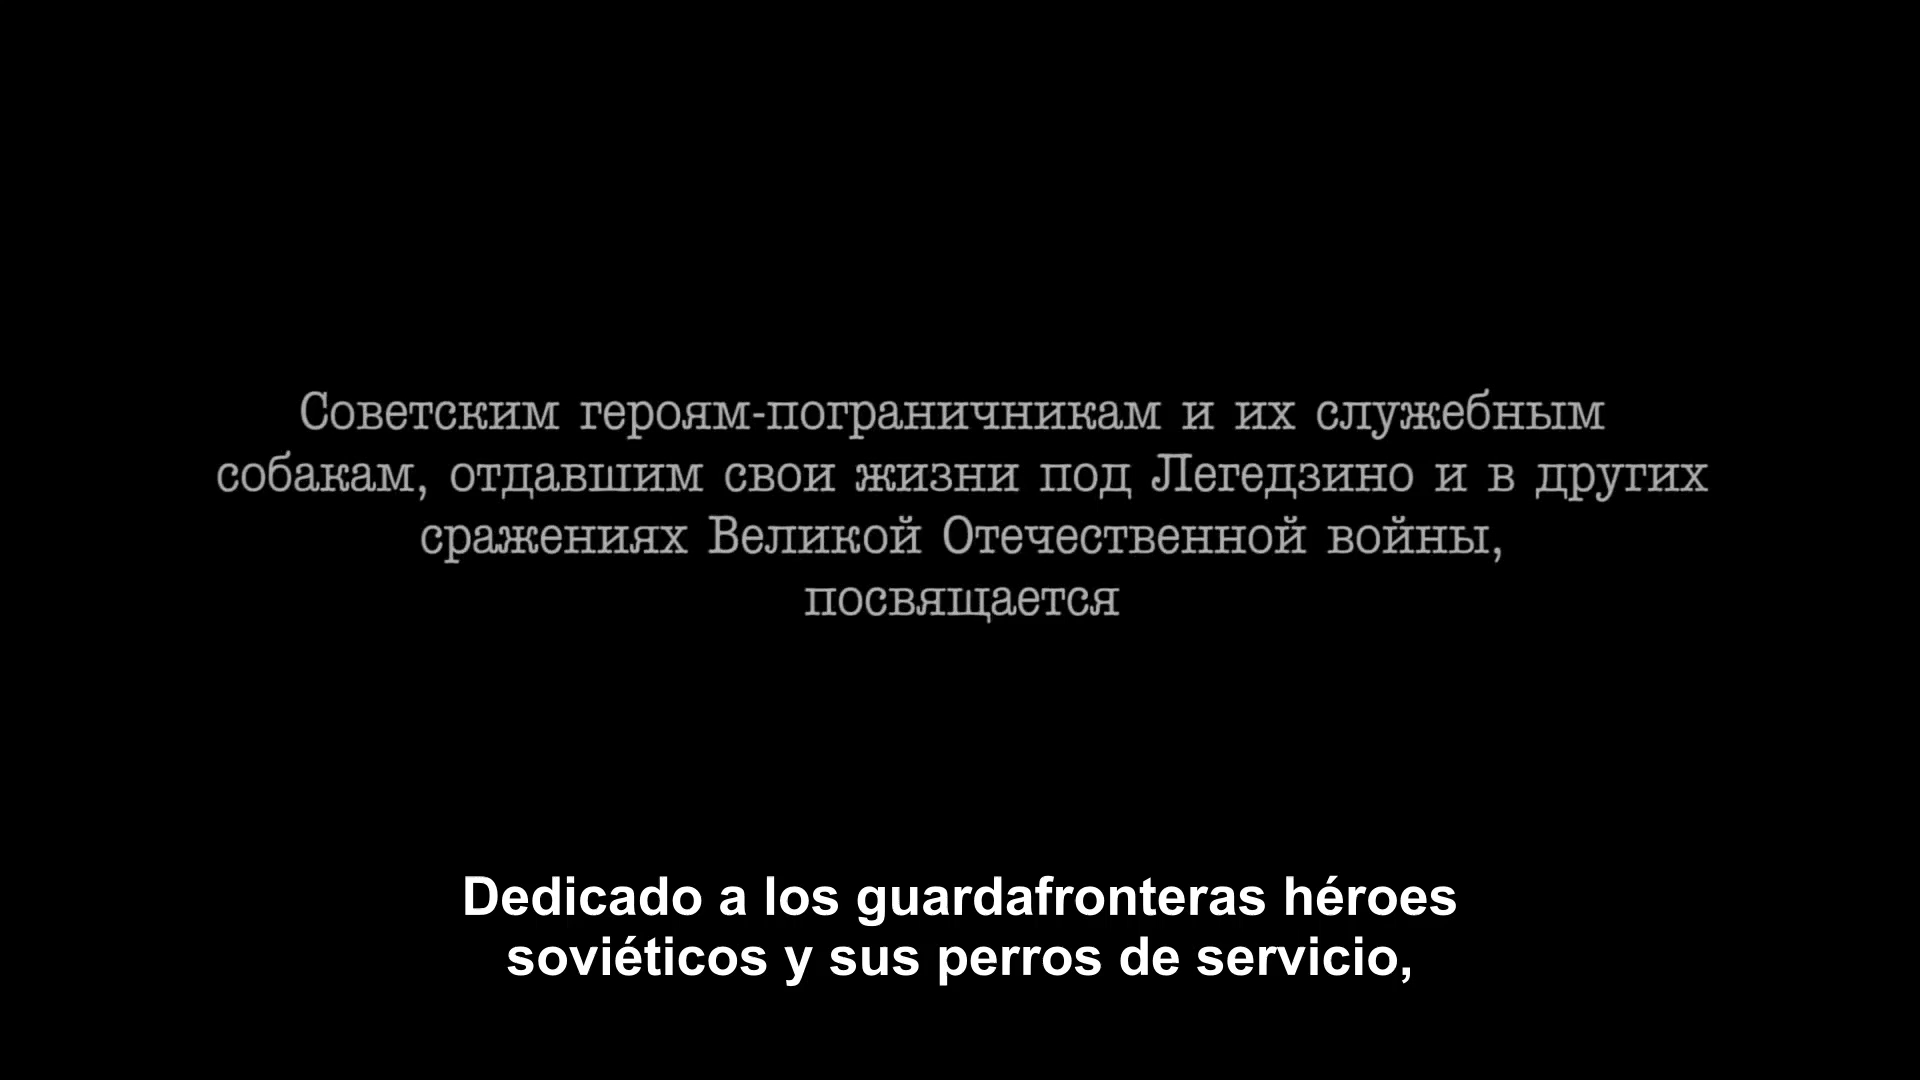 Советским героям-пограничникам и их служебным
собакам, отдавшим свои жизни под Легедзино и в других
сражениях Великой Отечественной войны,
посвящается
Dedicado a los guardafronteras héroes
soviéticos y sus perros de servicio,